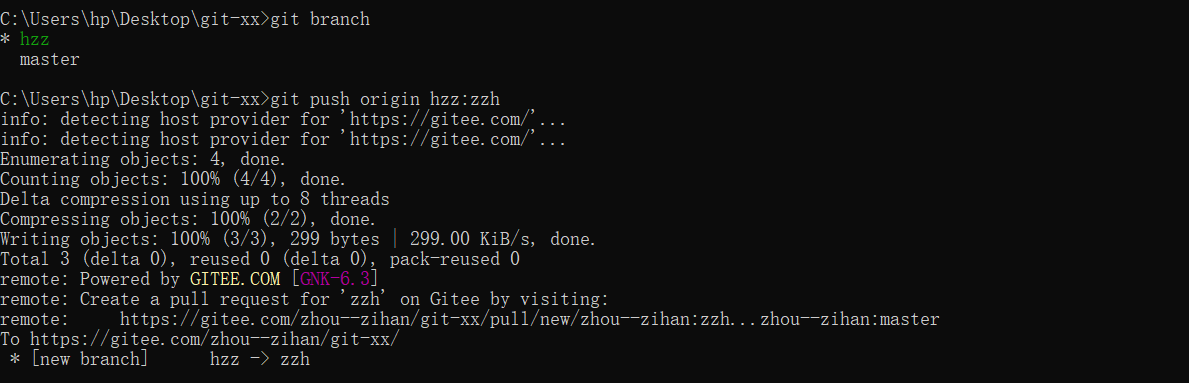 C:\Users\hp\Desktop\git-xx>git branch
* hzz
  master
C:\Users\hp\Desktop\git-xx>git push origin hzz:zzh
info: detecting host provider for 'https://gitee.com/'...
info: detecting host provider for 'https://gitee.com/'...
Enumerating objects: 4, done.
Counting objects: 100% (4/4), done.
Delta compression using up to 8 threads
Compressing objects: 100% (2/2), done.
Writing objects: 100% (3/3), 299 bytes | 299.00 KiB/s, done.
Total 3 (delta 0), reused 0 (delta 0), pack-reused 0
remote: Powered by GITEE.COM [GNK-6.3]
remote: Create a pull request for 'zzh' on Gitee by visiting:
remote:     https://gitee.com/zhou--zihan/git-xx/pull/new/zhou--zihan:zzh...zhou--zihan:master
To https://gitee.com/zhou--zihan/git-xx/
 * [new branch]      hzz -> zzh